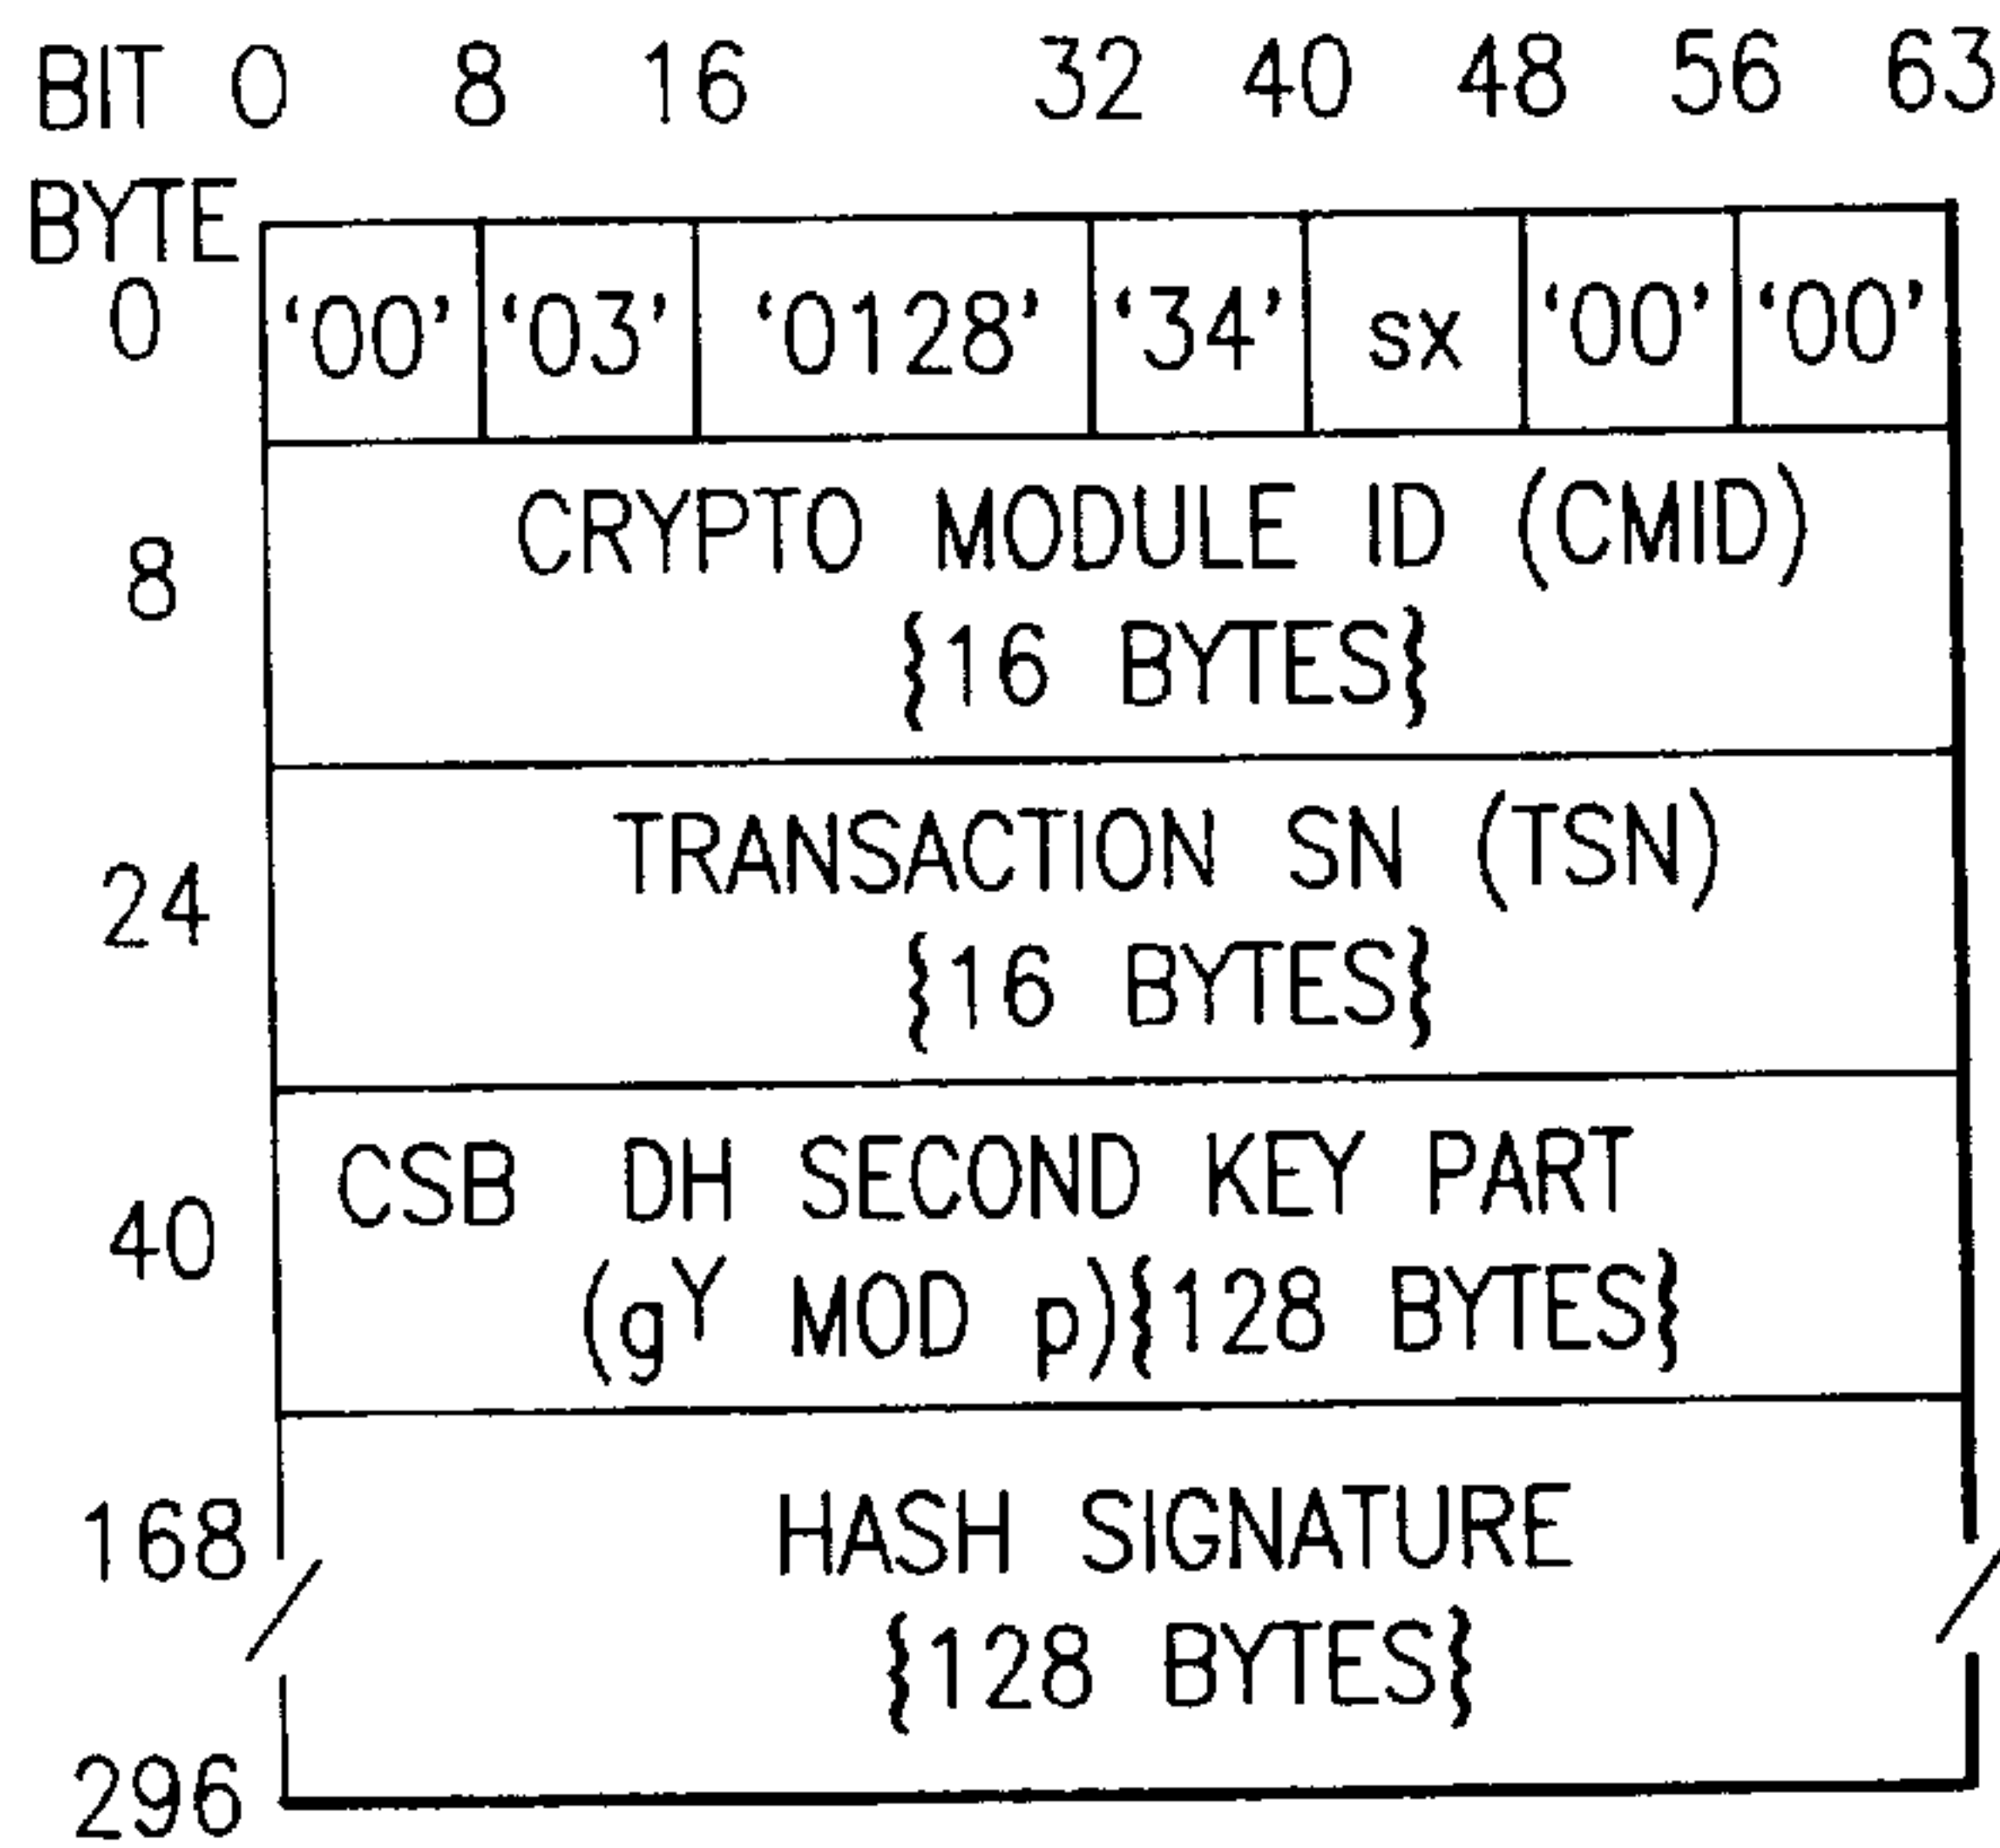 BIT 0 8 16 32 40 48 56 63
BYTE
0 ‘00’ ‘03’ ‘0128’ ‘34’ sx ‘00’ ‘00’
CRYPTO MODULE ID (CMID)
8
{16 BYTES}
TRANSACTION SN (TSN)
24
{16 BYTES}
CSB DH SECOND KEY PART
40
(gY MOD p){128 BYTES}
168 HASH SIGNATURE
{128 BYTES}
296